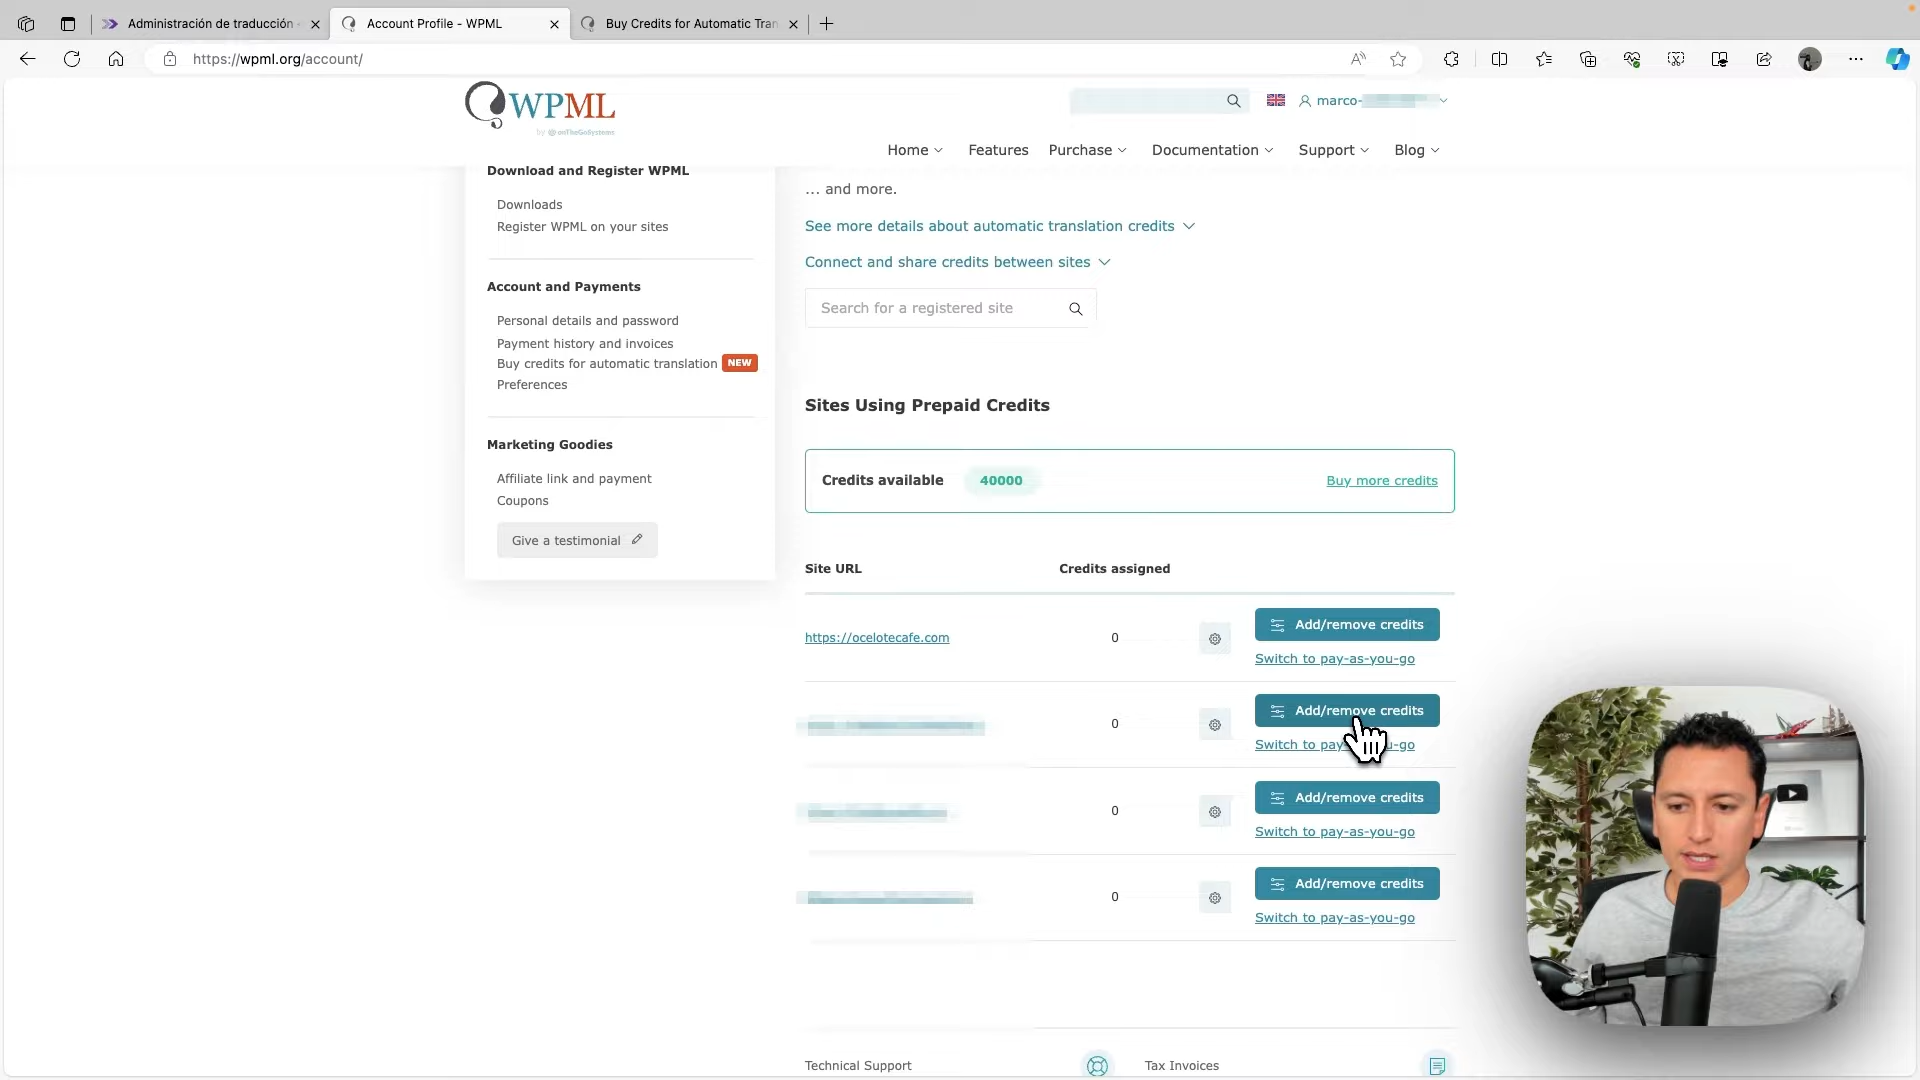 Administración de traducción
Account Profile - WPML
Buy Credits for Automatic Tran
https://wpml.org/account/
WPML
by OnTheGoSystems
marco-
Home
Features
Purchase
Documentation
Support
Blog
Download and Register WPML
Downloads
Register WPML on your sites
Account and Payments
Personal details and password
Payment history and invoices
Buy credits for automatic translation NEW
Preferences
Marketing Goodies
Affiliate link and payment
Coupons
Give a testimonial
... and more.
See more details about automatic translation credits
Connect and share credits between sites
Search for a registered site
Sites Using Prepaid Credits
Credits available 40000 Buy more credits
Site URL Credits assigned
https://ocelotecafe.com 0 Add/remove credits
Switch to pay-as-you-go
0 Add/remove credits
Switch to pay-as-you-go
0 Add/remove credits
Switch to pay-as-you-go
0 Add/remove credits
Switch to pay-as-you-go
Technical Support
Tax Invoices